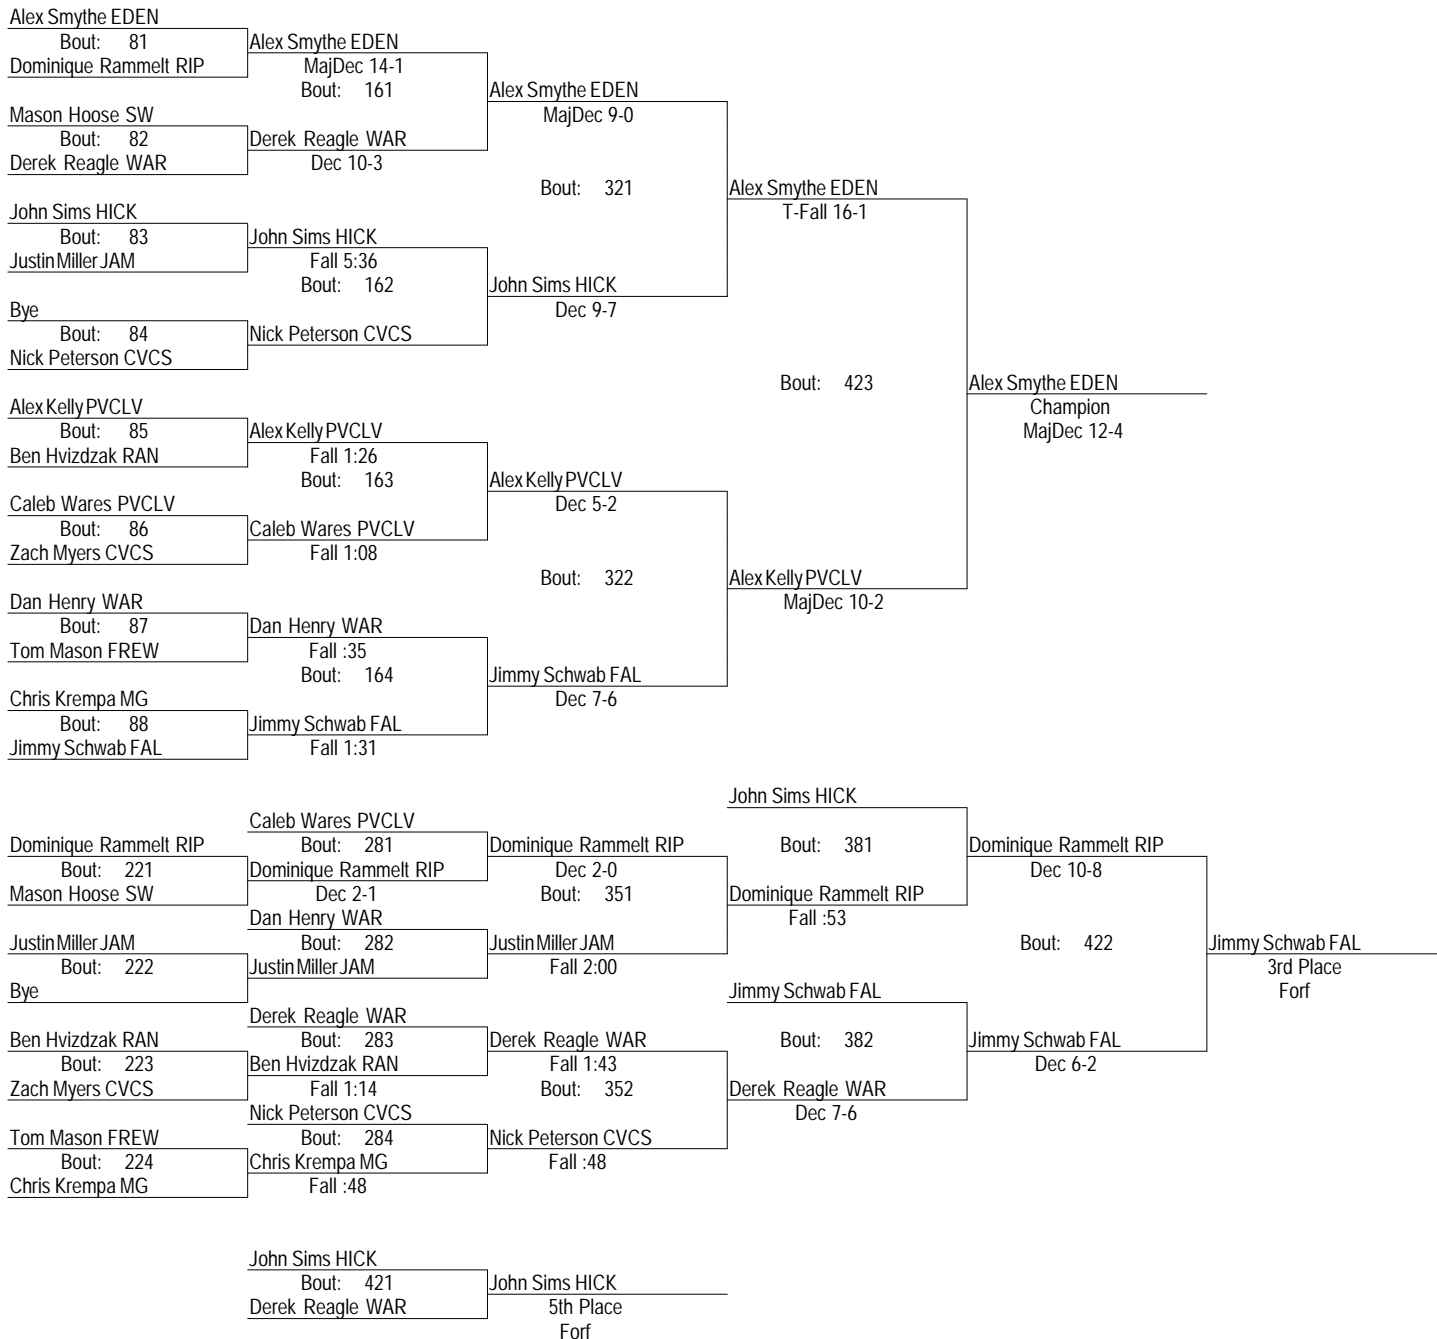 Alex Smythe EDEN
Bout: 81
Dominique Rammelt RIP
Mason Hoose SW
Bout: 82
Derek Reagle WAR
John Sims HICK
Bout: 83
Justin Miller JAM
Bye
Bout: 84
Nick Peterson CVCS
Alex Kelly PVCLV
Bout: 85
Ben Hvizdzak RAN
Caleb Wares PVCLV
Bout: 86
Zach Myers CVCS
Dan Henry WAR
Bout: 87
Tom Mason FREW
Chris Krempa MG
Bout: 88
Jimmy Schwab FAL
Alex Smythe EDEN
MajDec 14-1
Bout: 161
Derek Reagle WAR
Dec 10-3
John Sims HICK
Fall 5:36
Bout: 162
Nick Peterson CVCS
Alex Kelly PVCLV
Fall 1:26
Bout: 163
Caleb Wares PVCLV
Fall 1:08
Dan Henry WAR
Fall :35
Bout: 164
Jimmy Schwab FAL
Fall 1:31
Alex Smythe EDEN
MajDec 9-0
Bout: 321
John Sims HICK
Dec 9-7
Alex Kelly PVCLV
Dec 5-2
Bout: 322
Jimmy Schwab FAL
Dec 7-6
Alex Smythe EDEN
T-Fall 16-1
Bout: 423
Alex Kelly PVCLV
MajDec 10-2
Alex Smythe EDEN
Champion
MajDec 12-4
Dominique Rammelt RIP
Bout: 221
Mason Hoose SW
Justin Miller JAM
Bout: 222
Bye
Ben Hvizdzak RAN
Bout: 223
Zach Myers CVCS
Tom Mason FREW
Bout: 224
Chris Krempa MG
Caleb Wares PVCLV
Bout: 281
Dominique Rammelt RIP
Dec 2-1
Dan Henry WAR
Bout: 282
Justin Miller JAM
Derek Reagle WAR
Bout: 283
Ben Hvizdzak RAN
Fall 1:14
Nick Peterson CVCS
Bout: 284
Chris Krempa MG
Fall :48
Dominique Rammelt RIP
Dec 2-0
Bout: 351
Justin Miller JAM
Fall 2:00
Derek Reagle WAR
Fall 1:43
Bout: 352
Nick Peterson CVCS
Fall :48
John Sims HICK
Bout: 381
Dominique Rammelt RIP
Fall :53
Jimmy Schwab FAL
Bout: 382
Derek Reagle WAR
Dec 7-6
Dominique Rammelt RIP
Dec 10-8
Bout: 422
Jimmy Schwab FAL
Dec 6-2
Jimmy Schwab FAL
3rd Place
Forf
John Sims HICK
Bout: 421
Derek Reagle WAR
John Sims HICK
5th Place
Forf